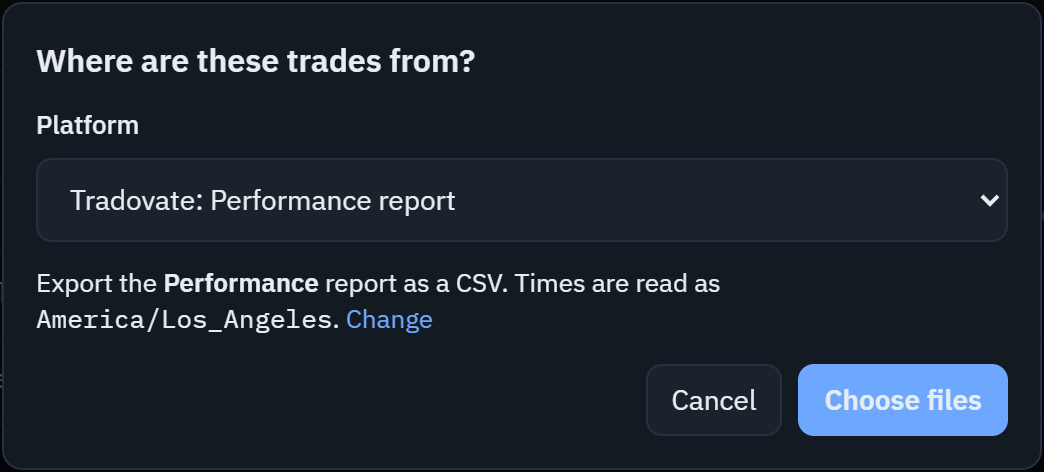 Where are these trades from?
Platform
Tradovate: Performance report
Export the Performance report as a CSV. Times are read as
America/Los_Angeles. Change
Cancel
Choose files